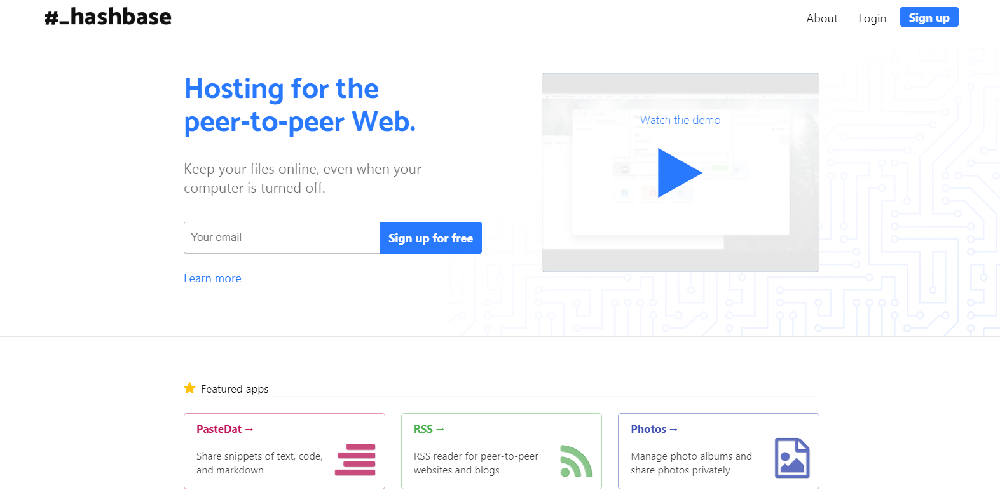 #_hashbase
About
Login
Sign up
Hosting for the
peer-to-peer Web.
Keep your files online, even when your
computer is turned off.
Your email
Sign up for free
Learn more
Watch the demo
Featured apps
PasteDat →
Share snippets of text, code,
and markdown
RSS →
RSS reader for peer-to-peer
websites and blogs
Photos →
Manage photo albums and
share photos privately